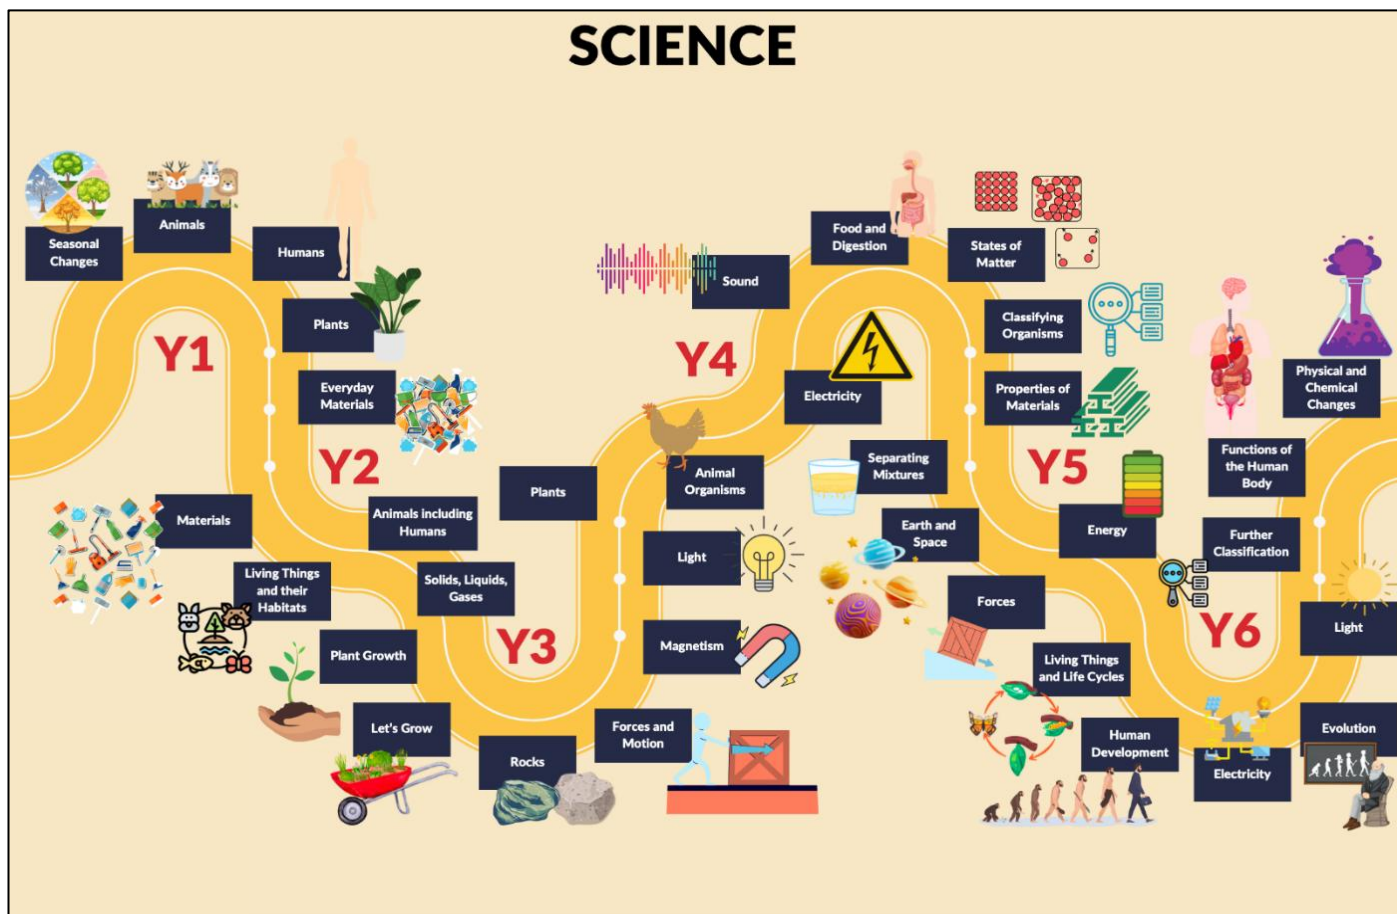 SCIENCE
Seasonal
Changes
Animals
Humans
Plants
Everyday
Materials
Y1
Y2
Materials
Living Things
and their
Habitats
Plant Growth
Let's Grow
Animals including
Humans
Solids, Liquids,
Gases
Y3
Rocks
Forces and
Motion
Magnetism
Light
Plants
Animal
Organisms
Y4
Electricity
Sound
Food and
Digestion
States of
Matter
Classifying
Organisms
Properties of
Materials
Y5
Separating
Mixtures
Earth and
Space
Forces
Energy
Living Things
and Life Cycles
Human
Development
Y6
Electricity
Evolution
Light
Further
Classification
Functions of
the Human
Body
Physical and
Chemical
Changes